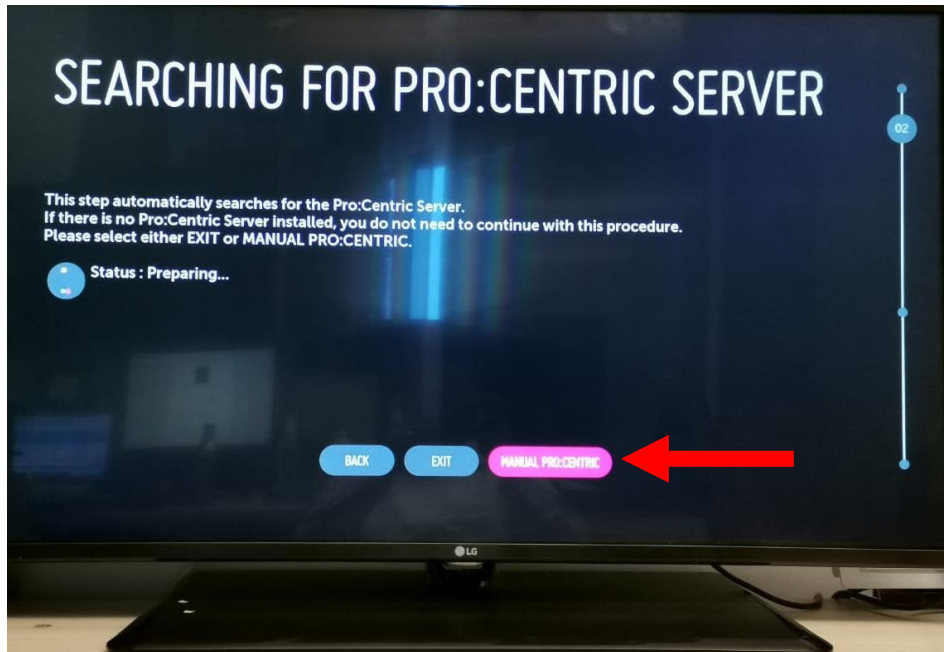 SEARCHING FOR PRO:CENTRIC SERVER
02
This step automatically searches for the Pro:Centric Server.
If there is no Pro:Centric Server installed, you do not need to continue with this procedure.
Please select either EXIT or MANUAL PRO:CENTRIC.
Status : Preparing...
BACK EXIT MANUAL PRO:CENTRIC
LG